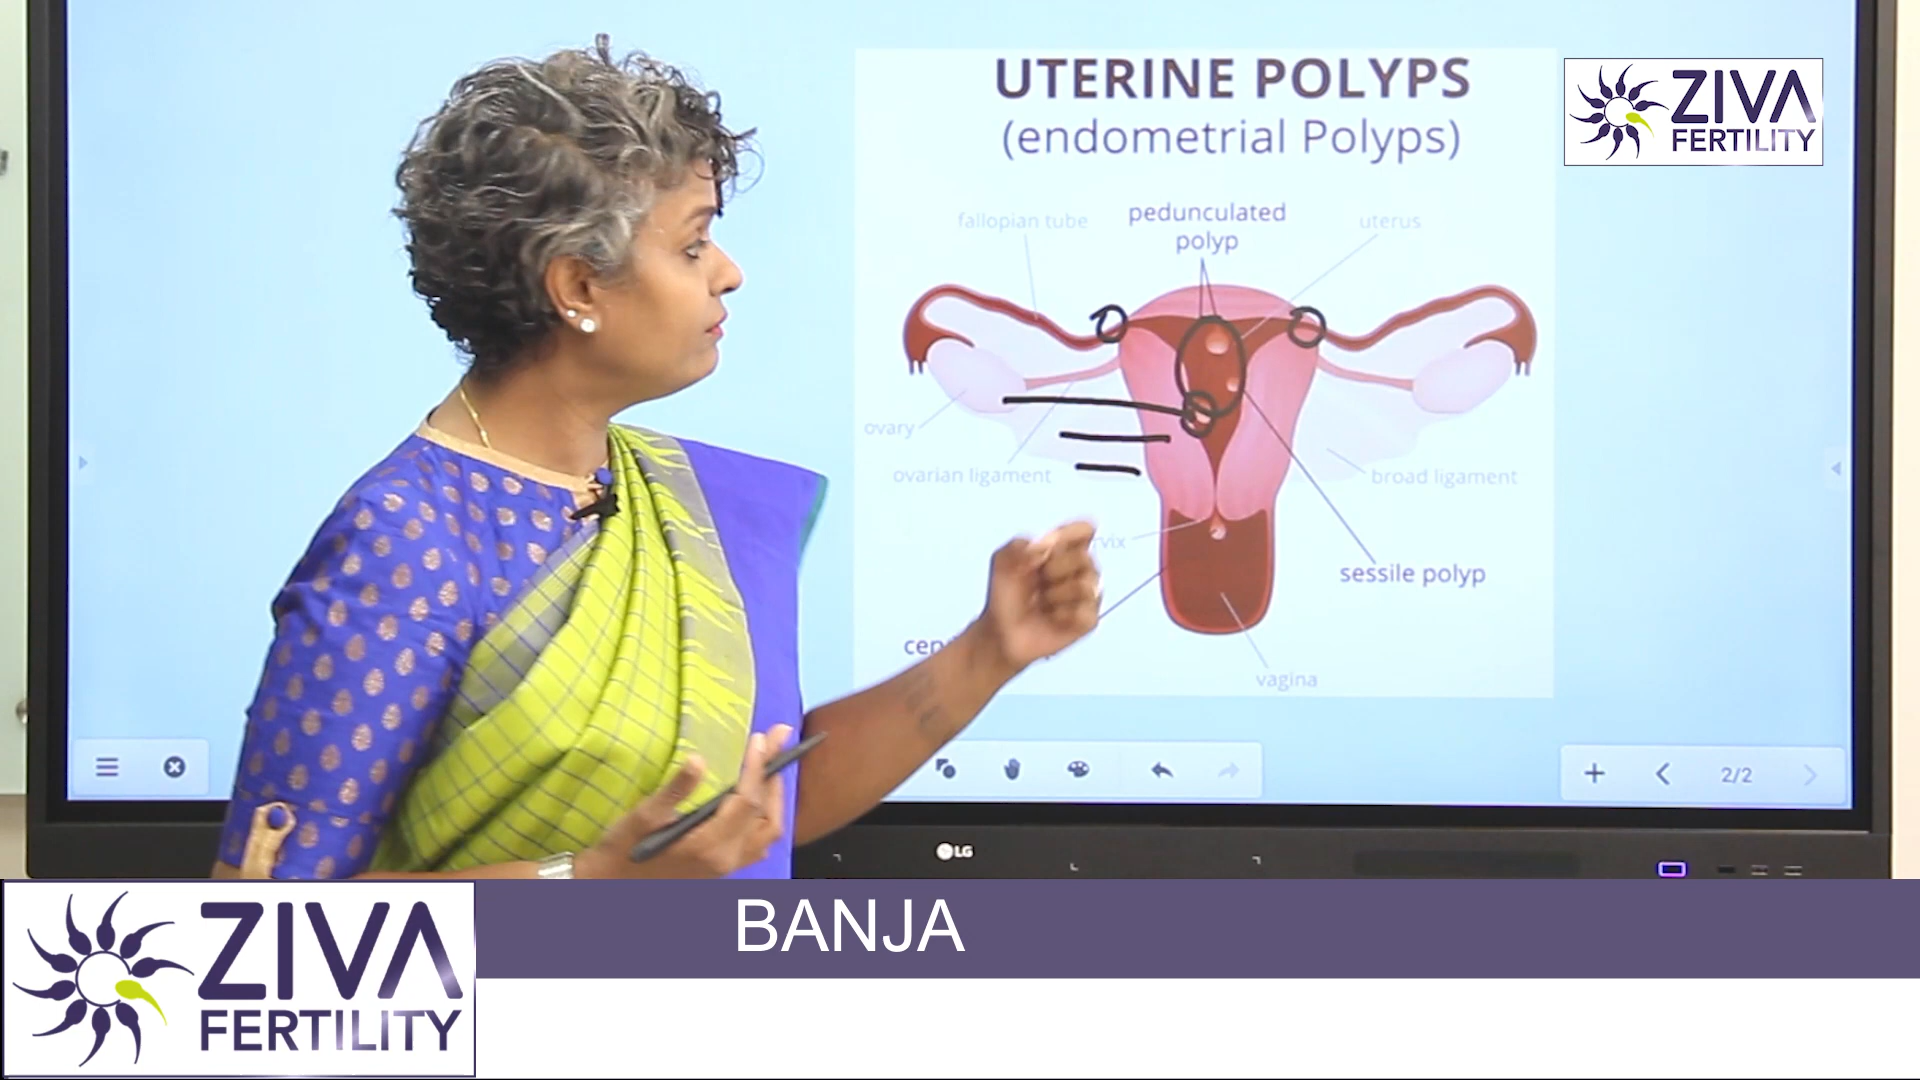 UTERINE POLYPS
(endometrial Polyps)
ZIVA
FERTILITY
fallopian tube
pedunculated
polyp
uterus
ovary
ovarian ligament
broad ligament
rvix
sessile polyp
vagina
2/2
LG
ZIVA
FERTILITY
BANJA